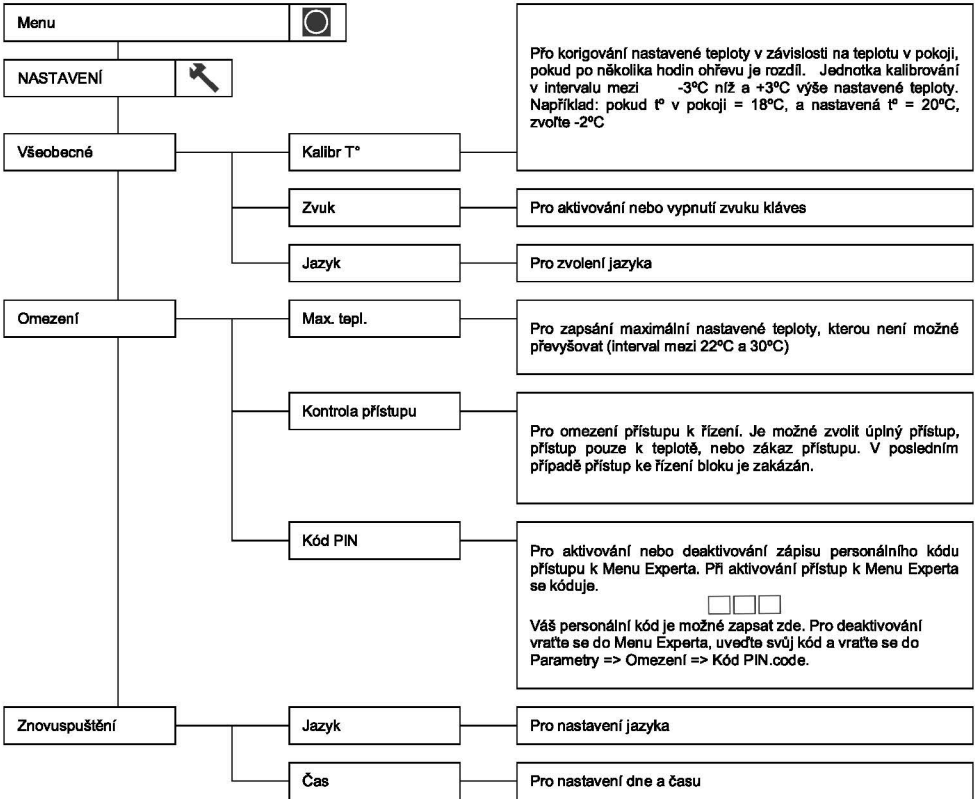 Menu
NASTAVENÍ
Všeobecné
Kalibr T°
Přo korigování nastavené teploty v závislosti na teplotu v pokoji,
pokud po několika hodin ohřevu je rozdíl. Jednotka kalibrování
v intervalu mezi -3ºC níž a +3ºC výše nastavené teploty.
Například: pokud tº v pokoji = 18ºC, a nastavená tº = 20ºC,
zvoľte -2ºC
Zvuk
Pro aktivování nebo vypnutí zvuku kláves
Jazyk
Pro zvolení jazyka
Omezení
Max. tepl.
Pro zapsání maximální nastavené teploty, kterou není možné
převyšovat (interval mezi 22ºC a 30ºC)
Kontrola přístupu
Pro omezení přístupu k řízení. Je možné zvolit úplný přístup,
přístup pouze k teplotě, nebo zákaz přístupu. V posledním
případě přístup ke řízení bloku je zakázán.
Kód PIN
Pro aktivování nebo deaktivování zápisu personálního kódu
přístupu k Menu Experta. Při aktivování přístup k Menu Experta
se kóduje.
Váš personální kód je možné zapsat zde. Pro deaktivování
vraťte se do Menu Experta, uveďte svůj kód a vraťte se do
Parametry => Omezení => Kód PIN.code.
Znovuspuštění
Jazyk
Pro nastavení jazyka
Čas
Pro nastavení dne a času